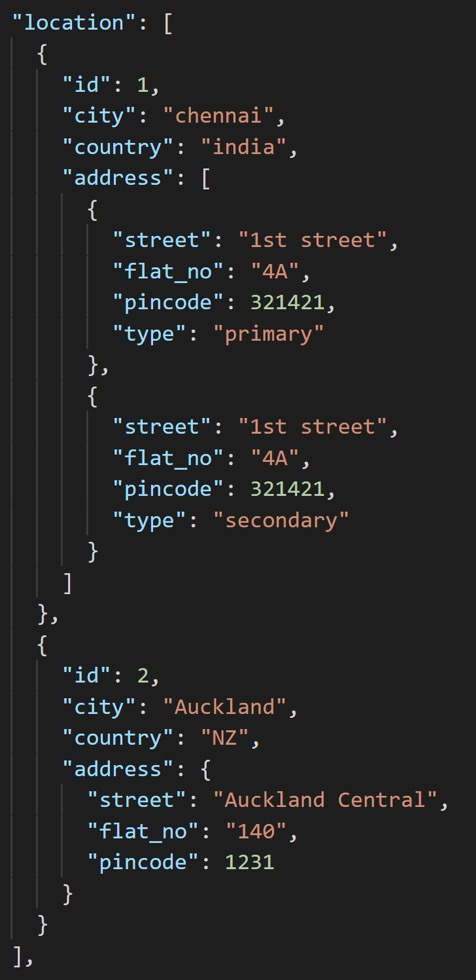 "location": [
  {
    "id": 1,
    "city": "chennai",
    "country": "india",
    "address": [
      {
        "street": "1st street",
        "flat_no": "4A",
        "pincode": 321421,
        "type": "primary"
      },
      {
        "street": "1st street",
        "flat_no": "4A",
        "pincode": 321421,
        "type": "secondary"
      }
    ]
  },
  {
    "id": 2,
    "city": "Auckland",
    "country": "NZ",
    "address": {
      "street": "Auckland Central",
      "flat_no": "140",
      "pincode": 1231
    }
  }
],